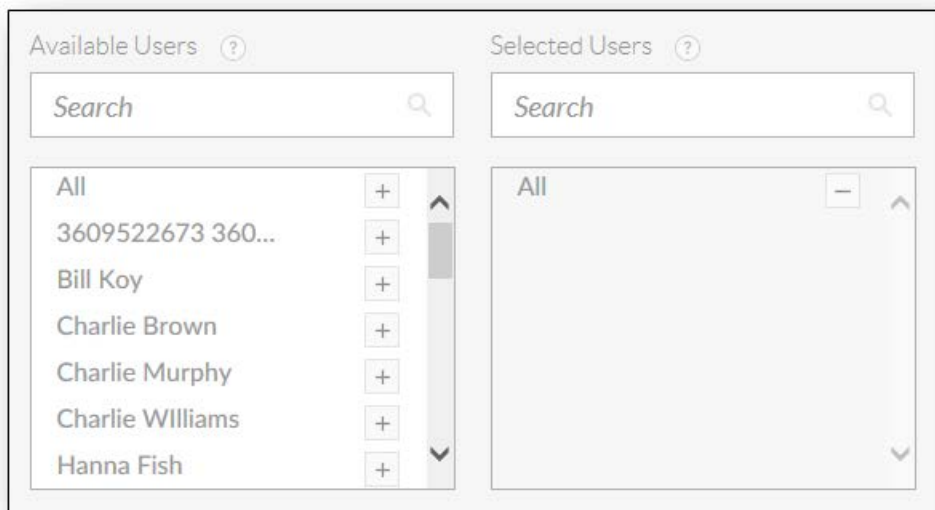 Available Users ?
Selected Users ?
Search
Search
All
3609522673 360...
Bill Koy
Charlie Brown
Charlie Murphy
Charlie WIlliams
Hanna Fish
All